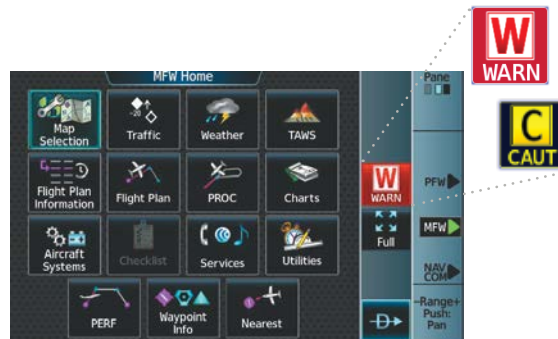 W
WARN
C
CAUT
MFW Home
Pane
Map
Selection
-20
Traffic
Weather
TAWS
Flight Plan
Information
Flight Plan
PROC
Charts
W
WARN
PFW
Full
MFW
Aircraft
Systems
Checklist
Services
Utilities
NAV
COM
PERF
Waypoint
Info
Nearest
D
-Range+
Push:
Pan